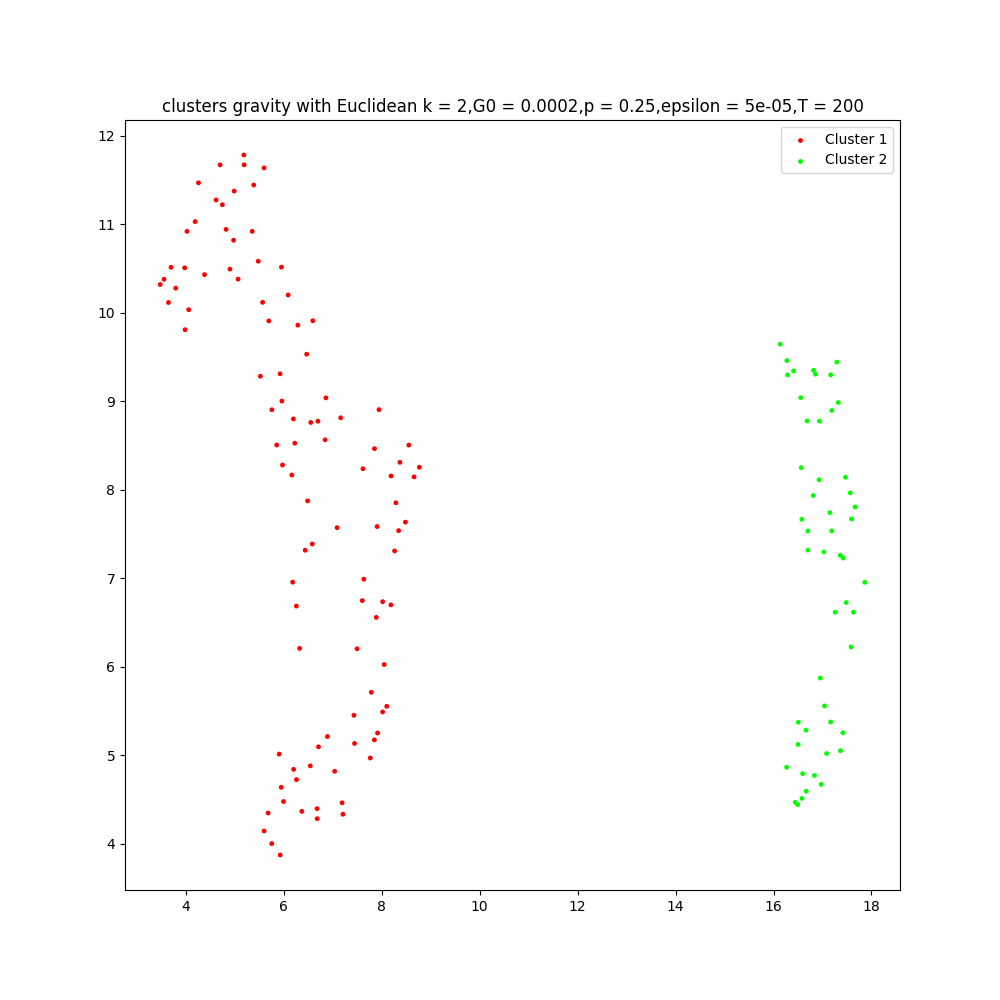 clusters gravity with Euclidean k = 2,G0 = 0.0002,p = 0.25,epsilon = 5e-05,T = 200
Cluster 1
Cluster 2
12
11
10
9
8
7
6
5
4
4 6 8 10 12 14 16 18